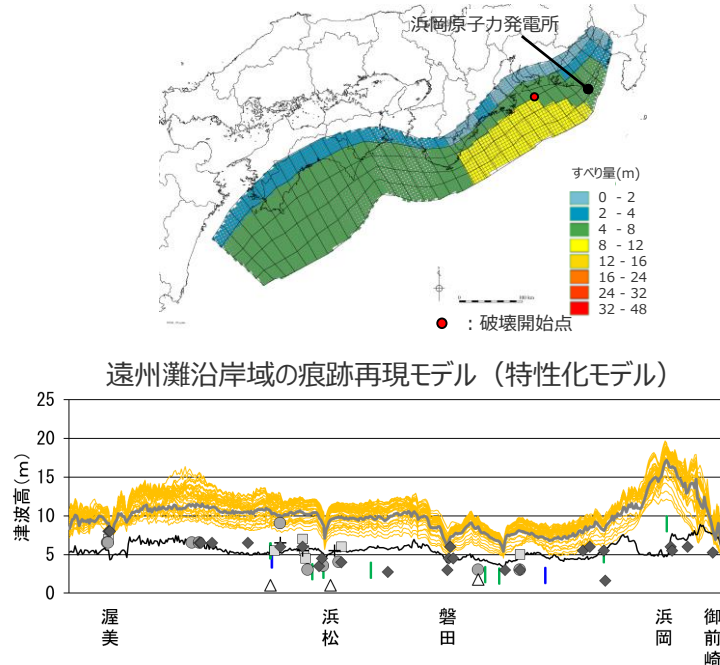 浜岡原子力発電所
すべり量(m)
0 - 2
2 - 4
4 - 8
8 - 12
12 - 16
16 - 24
24 - 32
32 - 48
：破壊開始点
遠州灘沿岸域の痕跡再現モデル（特性化モデル）
津波高(m)
25
20
15
10
5
0
渥美
浜松
磐田
浜岡
御前崎